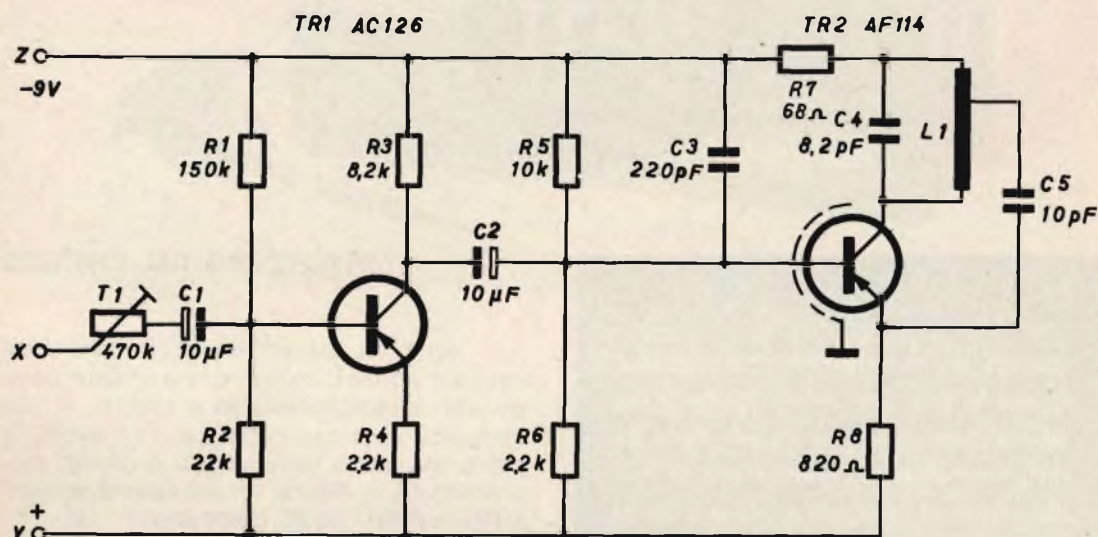 TR1 AC126
TR2 AF114
Z
-9V
R1
150k
R3
8,2k
R5
10k
C3
220pF
R7
68Ω
C4
8,2pF
L1
C5
10pF
C2
10µF
T1
470k
C1
10µF
X
R2
22k
R4
2,2k
R6
2,2k
R8
820Ω
+
Y